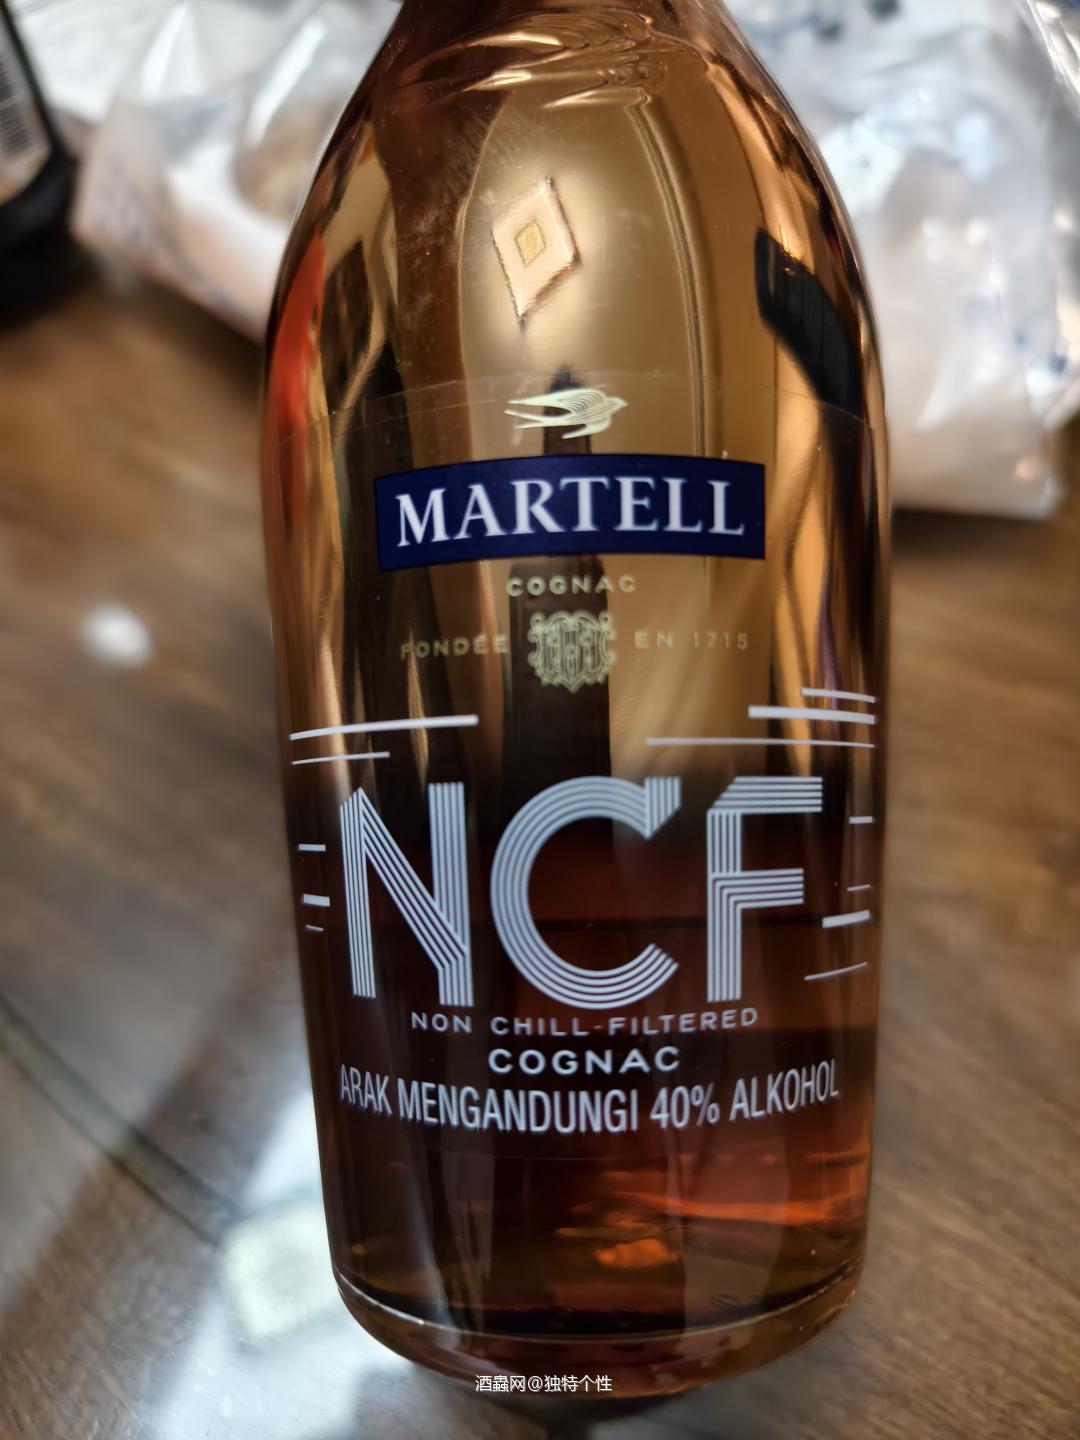 MARTELL
COGNAC
FONDÉE EN 1715
NCF
NON CHILL-FILTERED
COGNAC
ARAK MENGANDUNGI 40% ALKOHOL
酒蟲网@独特个性